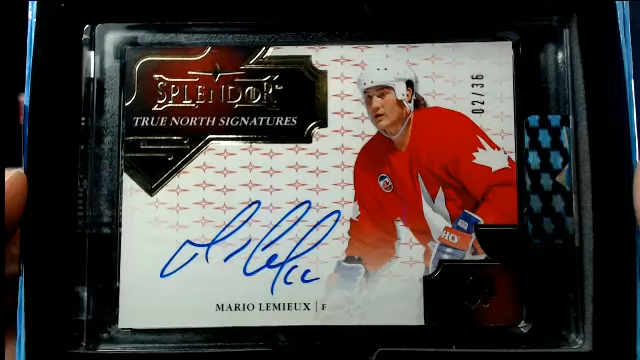 SPLENDOR
TRUE NORTH SIGNATURES
02/36
MARIO LEMIEUX | F